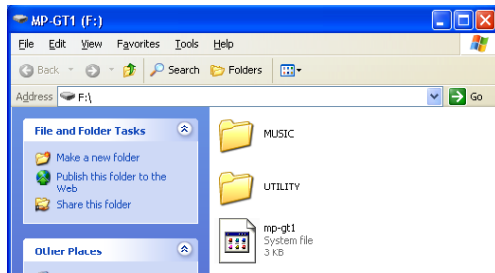 MP-GT1 (F:)
File Edit View Favorites Tools Help
Back Search Folders
Address F:\ Go
File and Folder Tasks
Make a new folder
Publish this folder to the
Web
Share this folder
Other Places
MUSIC
UTILITY
mp-gt1
System file
3 KB